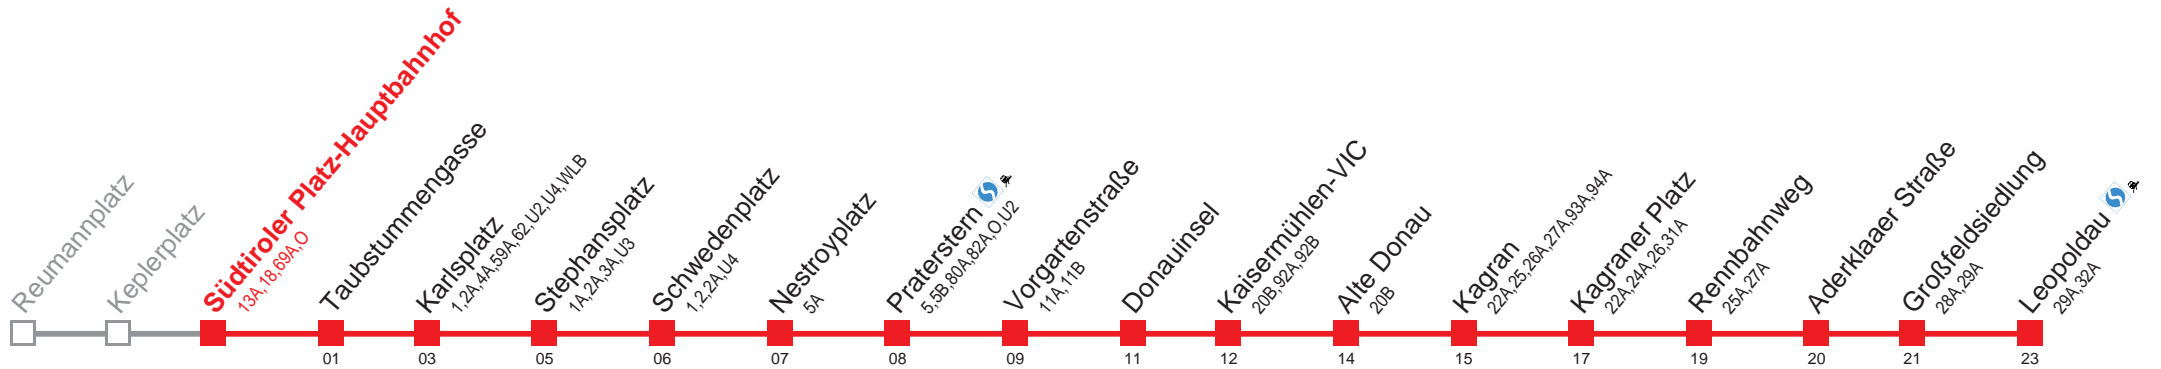 Reumannplatz
Keplerplatz
Südtiroler Platz-Hauptbahnhof
13A,18,69A,O
Taubstummengasse
Karlsplatz
1,2A,4A,59A,62,U2,U4,WLB
Stephansplatz
1A,2A,3A,U3
Schwedenplatz
1,2,2A,U4
Nestroyplatz
5A
Praterstern
5,5B,80A,82A,O,U2
Vorgartenstraße
11A,11B
Donauinsel
Kaisermühlen-VIC
20B,92A,92B
Alte Donau
20B
Kagran
22A,25,26A,27A,93A,94A
Kagraner Platz
22A,24A,26,31A
Rennbahnweg
25A,27A
Aderklaaer Straße
Großfeldsiedlung
28A,29A
Leopoldau
29A,32A
01 03 05 06 07 08 09 11 12 14 15 17 19 20 21 23